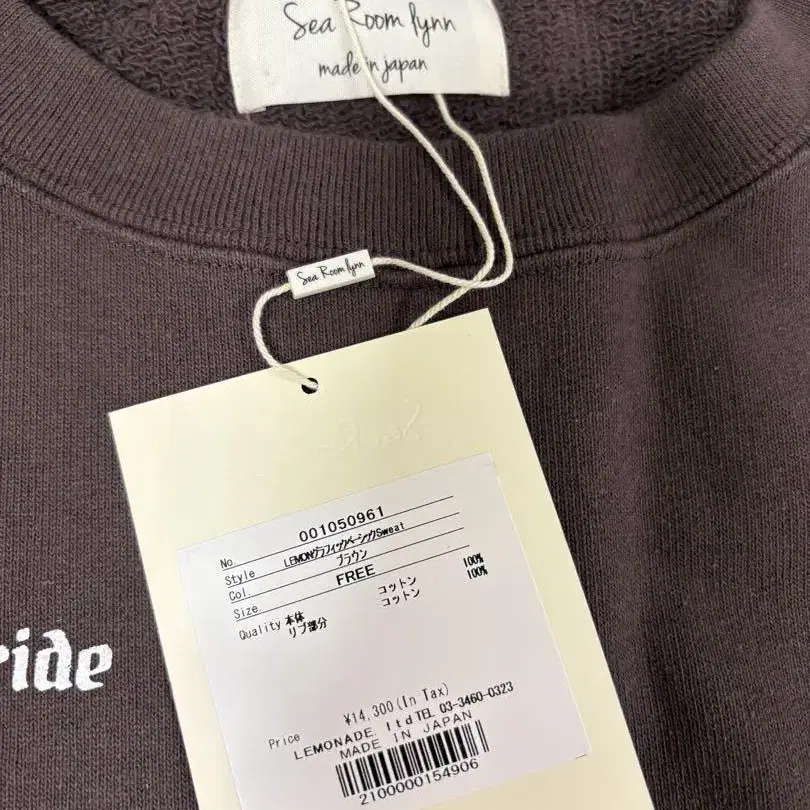 Sea Room lynn
made in japan
Sea Room lynn
No. 001050961
Style LEMONグラフィックベーシックSweat
Col. ブラウン
Size FREE
Quality 本体 コットン 100%
リブ部分 コットン 100%
Price ¥14,300(In Tax)
LEMONADE ltd TEL 03-3460-0323
MADE IN JAPAN
2100000154906
ride